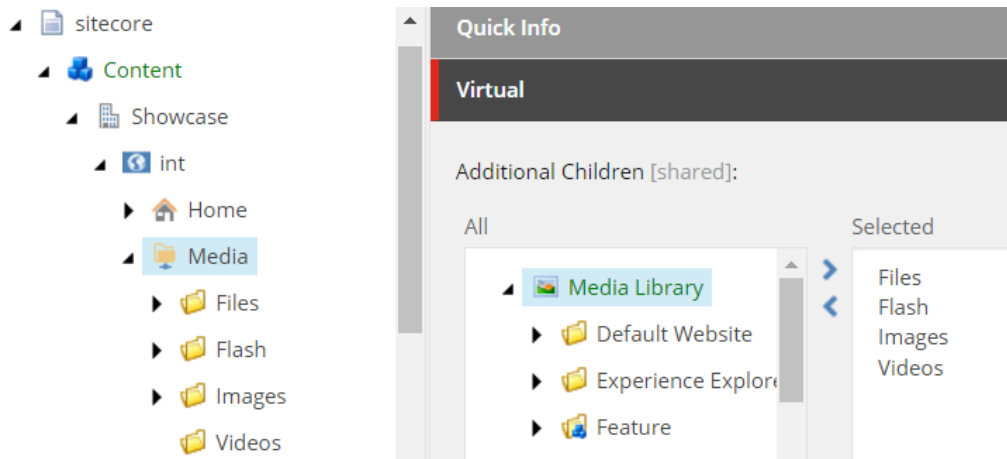 sitecore
Content
Showcase
int
Home
Media
Files
Flash
Images
Videos
Quick Info
Virtual
Additional Children [shared]:
All
Media Library
Default Website
Experience Explore
Feature
Selected
Files
Flash
Images
Videos